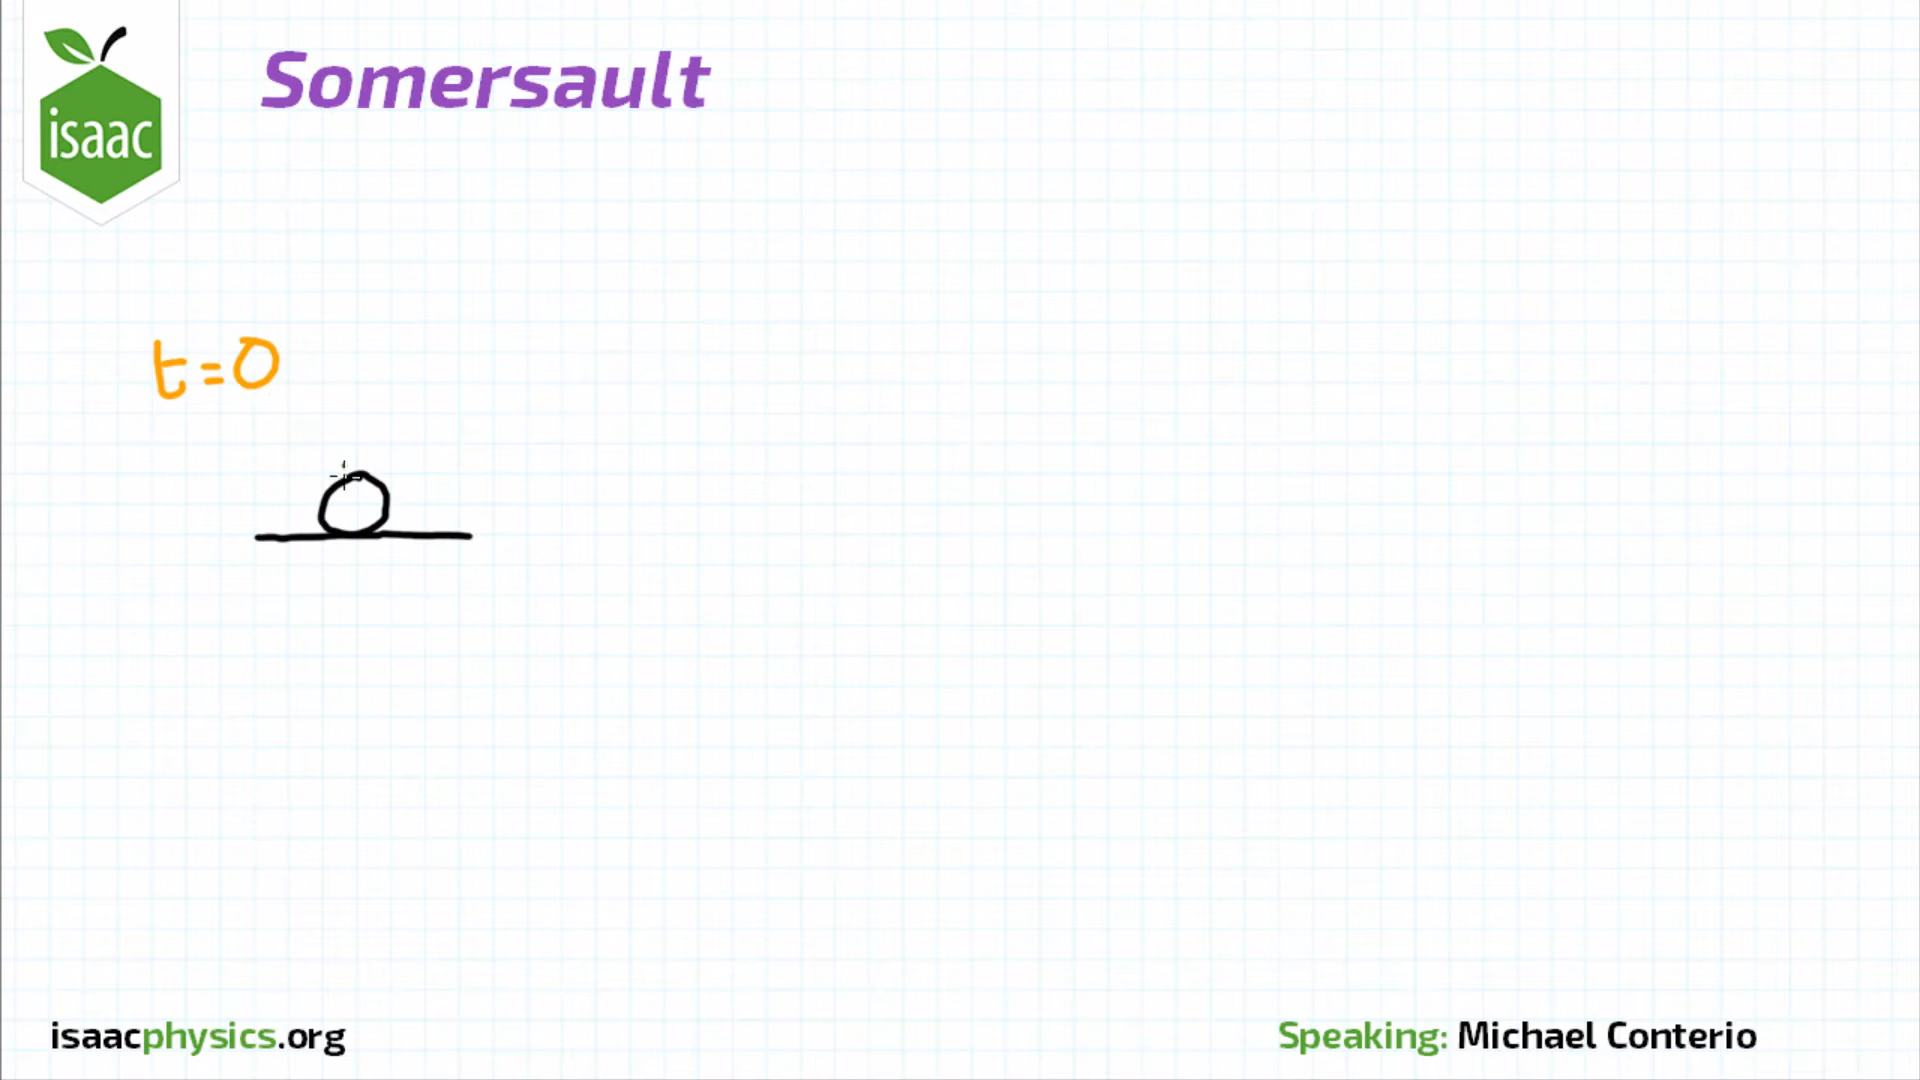 isaac
Somersault
t=0
isaacphysics.org
Speaking: Michael Conterio